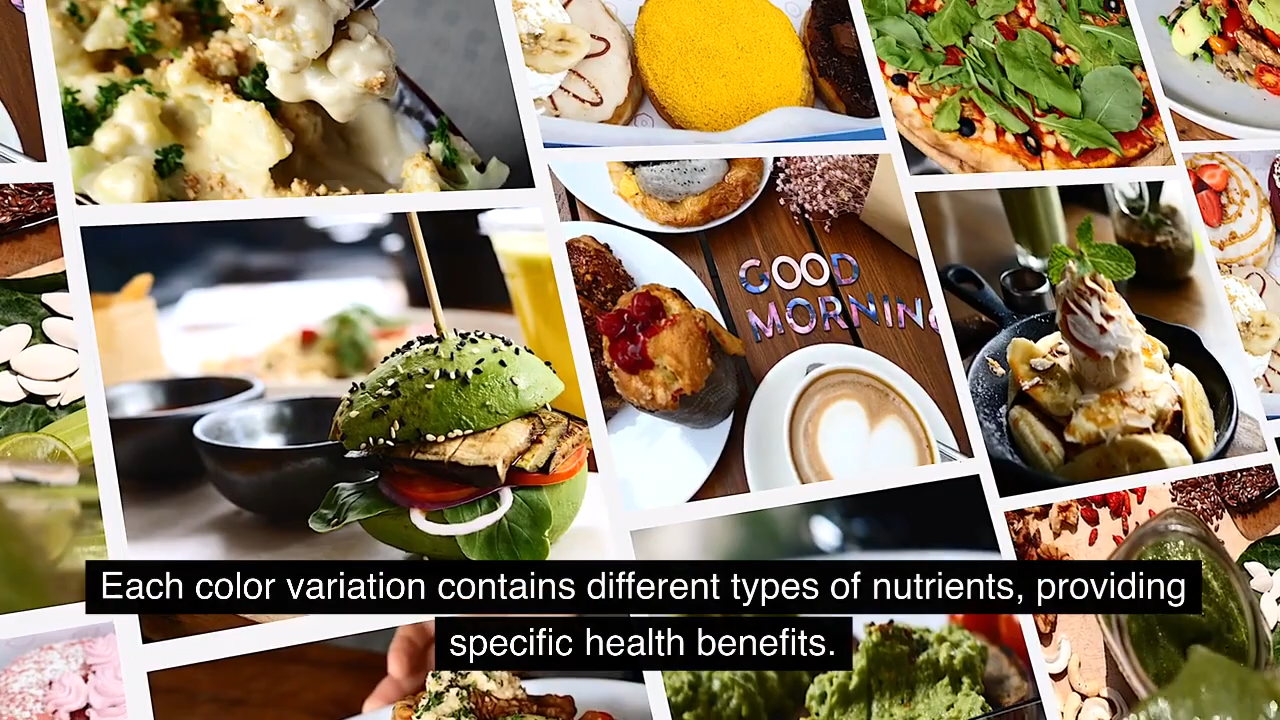 GOOD
MORNING
Each color variation contains different types of nutrients, providing
specific health benefits.